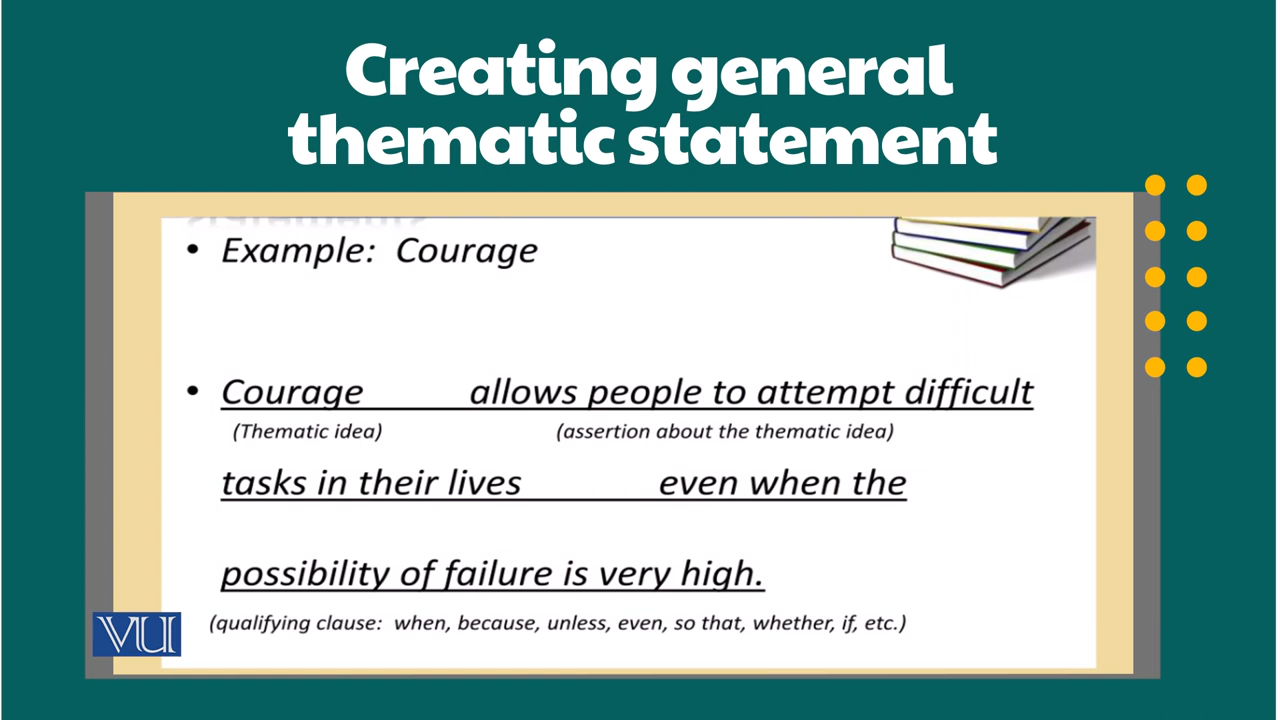 Creating general
thematic statement
• Example: Courage
• Courage allows people to attempt difficult
(Thematic idea) (assertion about the thematic idea)
tasks in their lives even when the
possibility of failure is very high.
(qualifying clause: when, because, unless, even, so that, whether, if, etc.)
VU